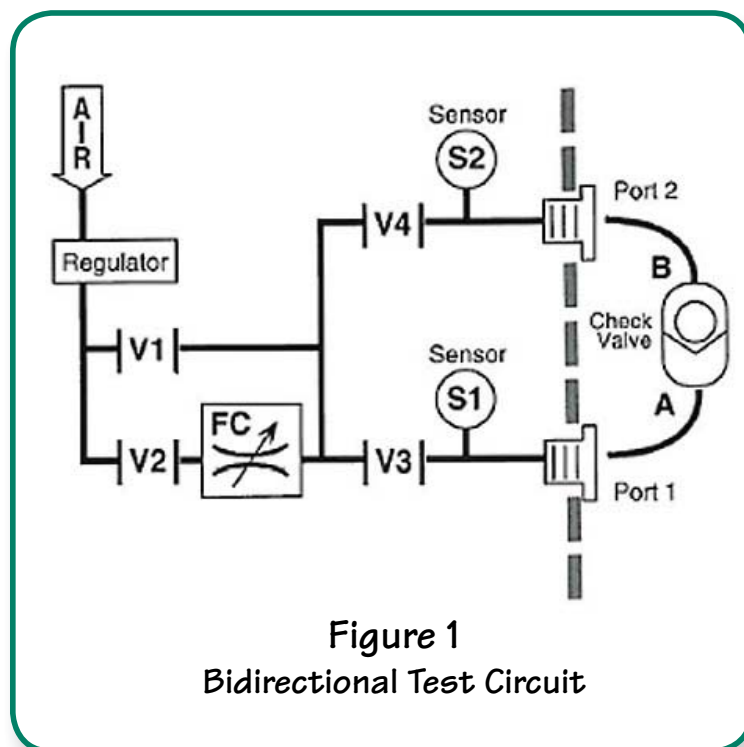 AIR
Sensor
S2
Port 2
V4
Regulator
B
Check
Valve
V1
Sensor
S1
A
FC
V2
V3
Port 1
Figure 1
Bidirectional Test Circuit